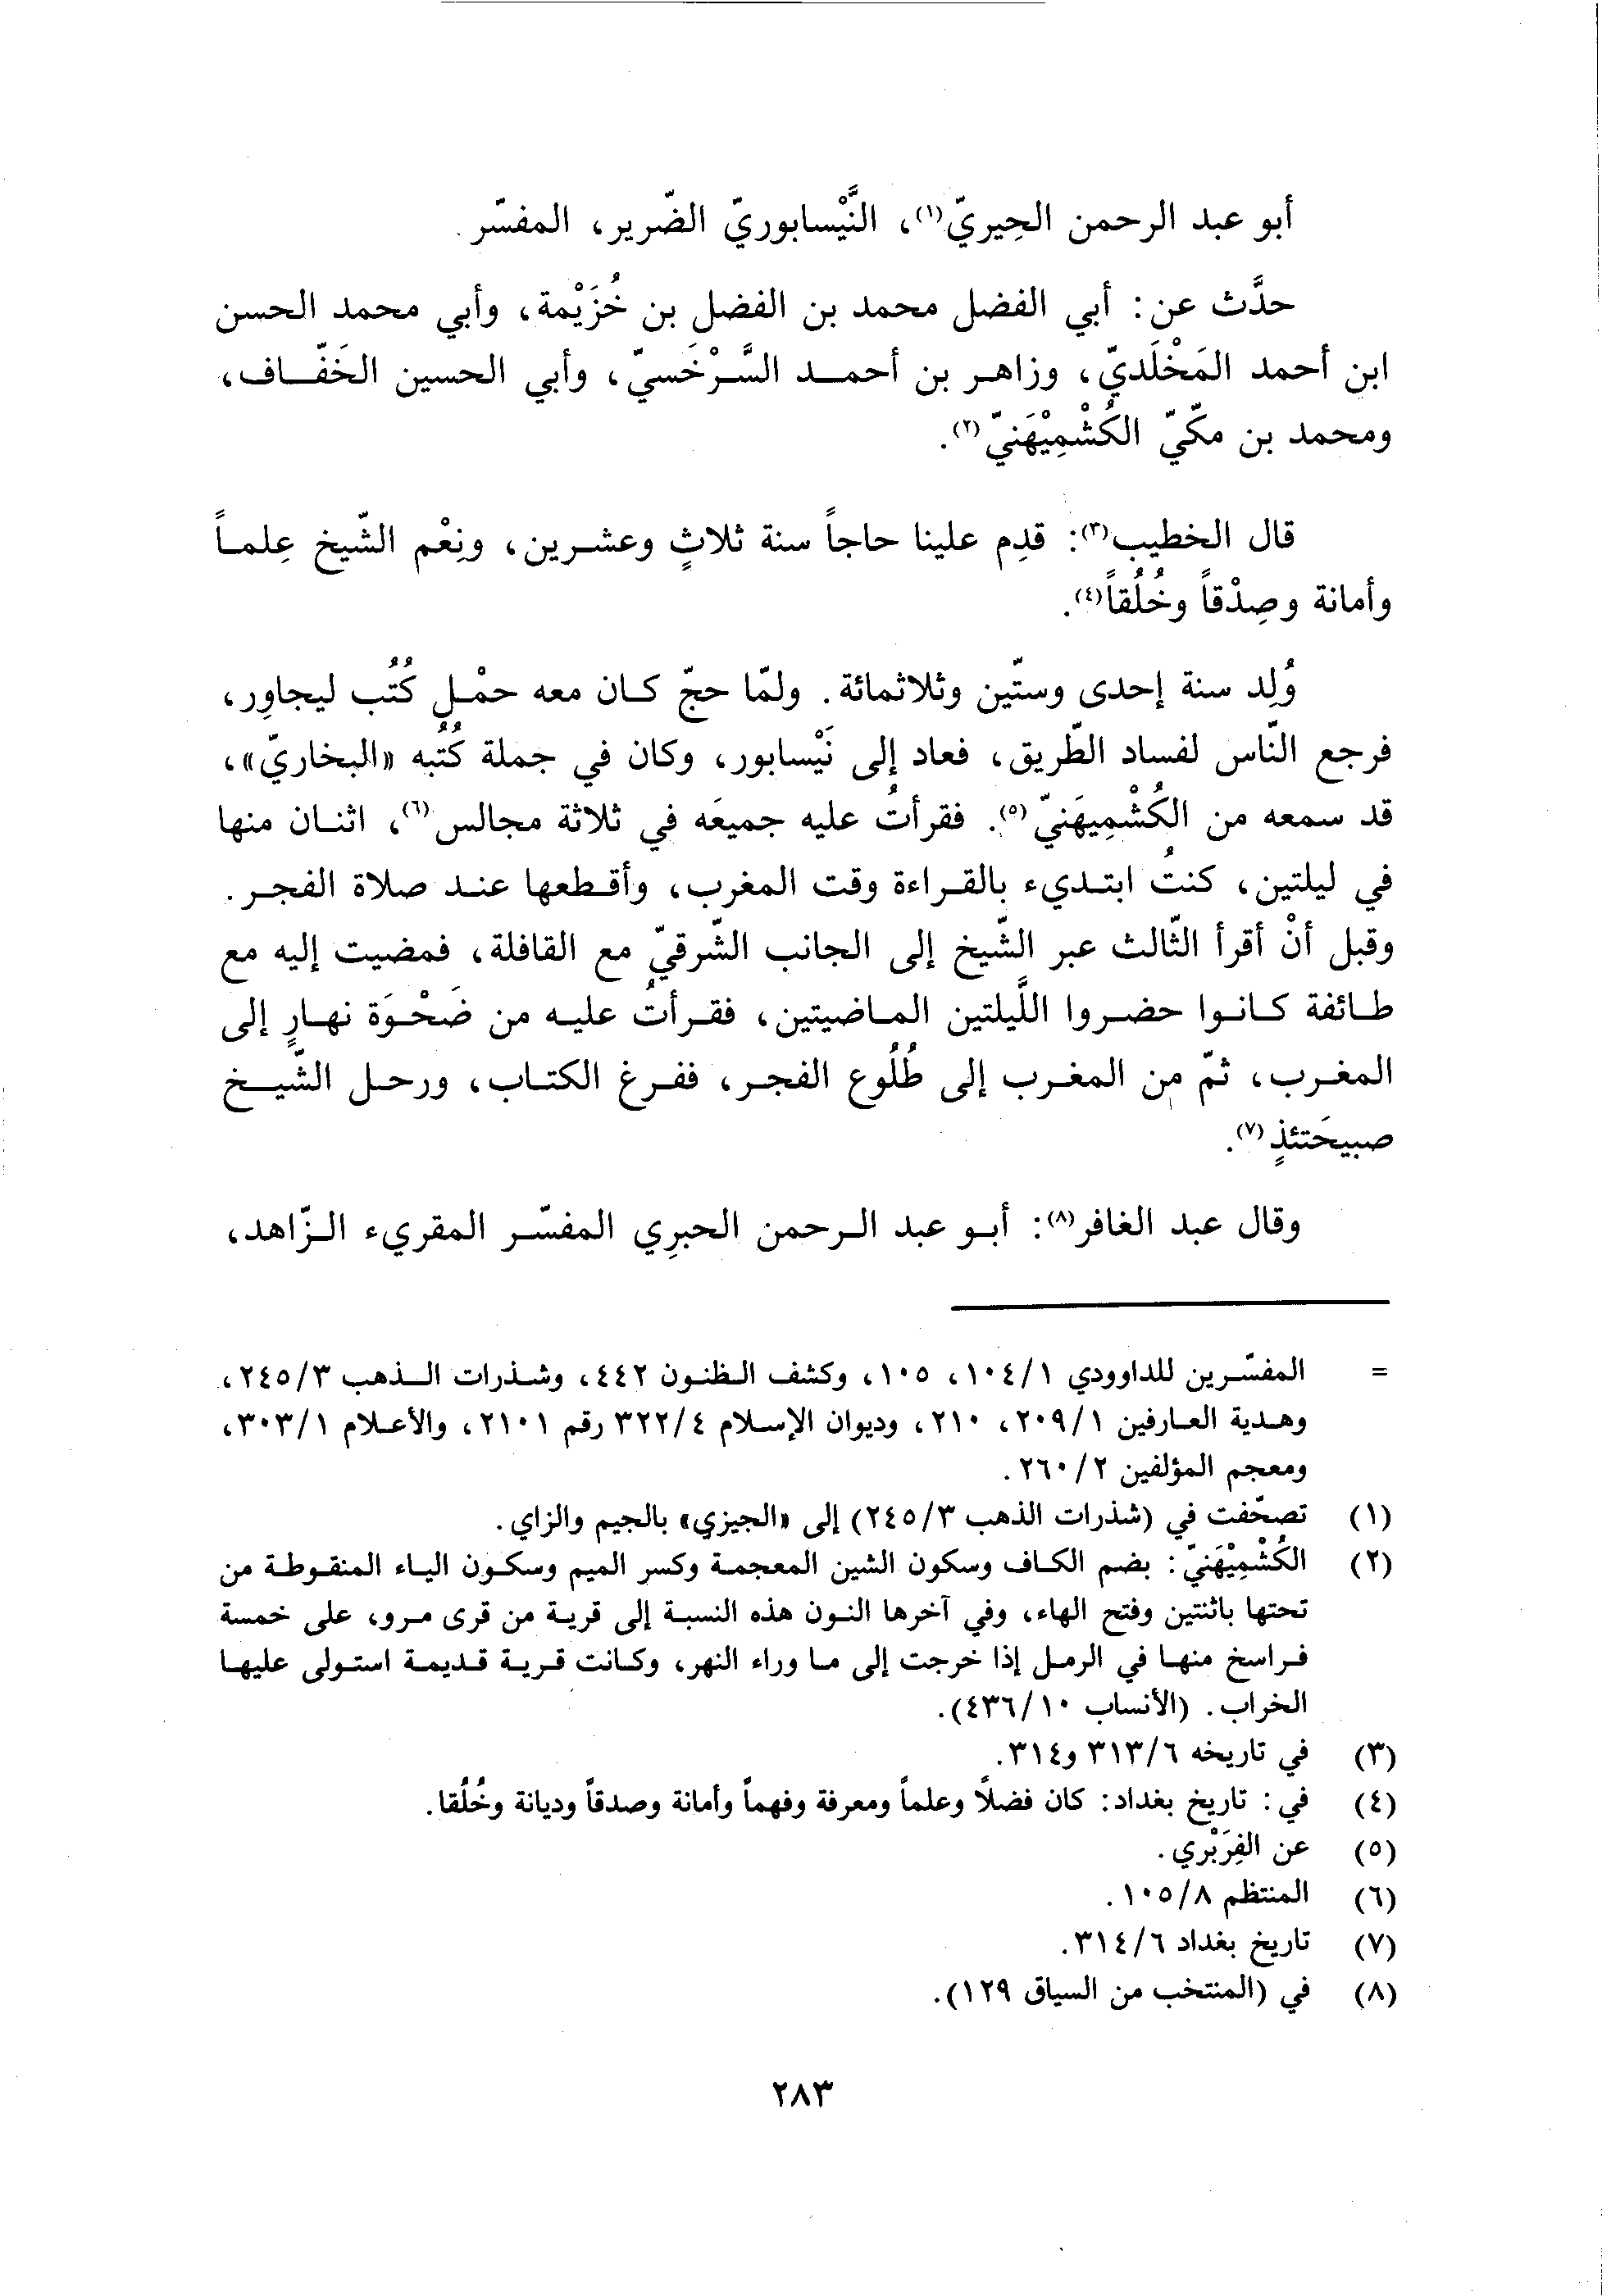 أبو عبد الرحمن الحِيريّ(١)، النَّيْسابوريّ الضّرير، المفسّر.
حدَّث عن: أبي الفضل محمد بن الفضل بن خُزَيْمة، وأبي محمد الحسن
ابن أحمد المَخْلَديّ، وزاهر بن أحمد السَّرْخَسيّ، وأبي الحسين الخَفّاف،
ومحمد بن مكّيّ الكُشْمِيْهَنيّ(٢).
قال الخطيب(٣): قدِم علينا حاجاً سنة ثلاثٍ وعشرين، ونِعْم الشّيخ عِلماً
وأمانة وصِدْقاً وخُلُقاً(٤).
وُلِد سنة إحدى وستّين وثلاثمائة. ولمّا حجّ كان معه حمْل كُتُب ليجاوِر،
فرجع النّاس لفساد الطّريق، فعاد إلى نَيْسابور، وكان في جملة كُتُبه «البخاريّ»،
قد سمعه من الكُشْمِيهَنيّ(٥). فقرأتُ عليه جميعَه في ثلاثة مجالس(٦)، اثنان منها
في ليلتين، كنتُ ابتديء بالقراءة وقت المغرب، وأقطعها عند صلاة الفجر.
وقبل أنْ أقرأ الثّالث عبر الشّيخ إلى الجانب الشّرقيّ مع القافلة، فمضيت إليه مع
طائفة كانوا حضروا اللَّيلتين الماضيتين، فقرأتُ عليه من ضَحْوَة نهارٍ إلى
المغرب، ثمّ من المغرب إلى طُلُوع الفجر، ففرغ الكتاب، ورحل الشّيخ
صبيحَتئذٍ(٧).
وقال عبد الغافر(٨): أبو عبد الرحمن الحبرِي المفسّر المقريء الزّاهد،
= المفسّرين للداوودي ١/١٠٤، ١٠٥، وكشف الظنون ٤٤٢، وشذرات الذهب ٣/٢٤٥،
وهدية العارفين ١/٢٠٩، ٢١٠، وديوان الإسلام ٤/٣٢٢ رقم ٢١٠١، والأعلام ١/٣٠٣،
ومعجم المؤلفين ٢/٢٦٠.
(١) تصحّفت في (شذرات الذهب ٣/٢٤٥) إلى «الجيزي» بالجيم والزاي.
(٢) الكُشْمِيْهَنيّ: بضم الكاف وسكون الشين المعجمة وكسر الميم وسكون الياء المنقوطة من
تحتها باثنتين وفتح الهاء، وفي آخرها النون هذه النسبة إلى قرية من قرى مرو، على خمسة
فراسخ منها في الرمل إذا خرجت إلى ما وراء النهر، وكانت قرية قديمة استولى عليها
الخراب. (الأنساب ١٠/٤٣٦).
(٣) في تاريخه ٦/٣١٣ و٣١٤.
(٤) في: تاريخ بغداد: كان فضلًا وعلماً ومعرفة وفهماً وأمانة وصدقاً وديانة وخُلُقا.
(٥) عن الفِرَبْري.
(٦) المنتظم ٨/١٠٥.
(٧) تاريخ بغداد ٦/٣١٤.
(٨) في (المنتخب من السياق ١٢٩).
٢٨٣